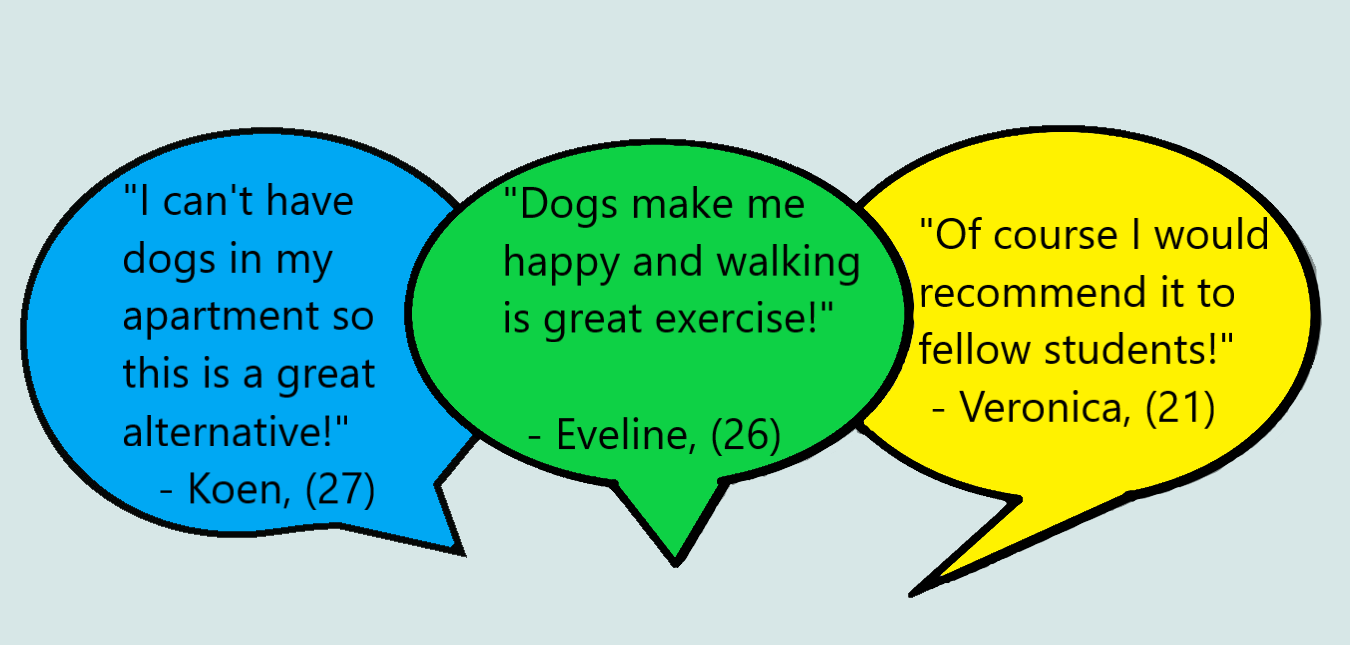 "I can't have
dogs in my
apartment so
this is a great
alternative!"
- Koen, (27)
"Dogs make me
happy and walking
is great exercise!"
- Eveline, (26)
"Of course I would
recommend it to
fellow students!"
- Veronica, (21)